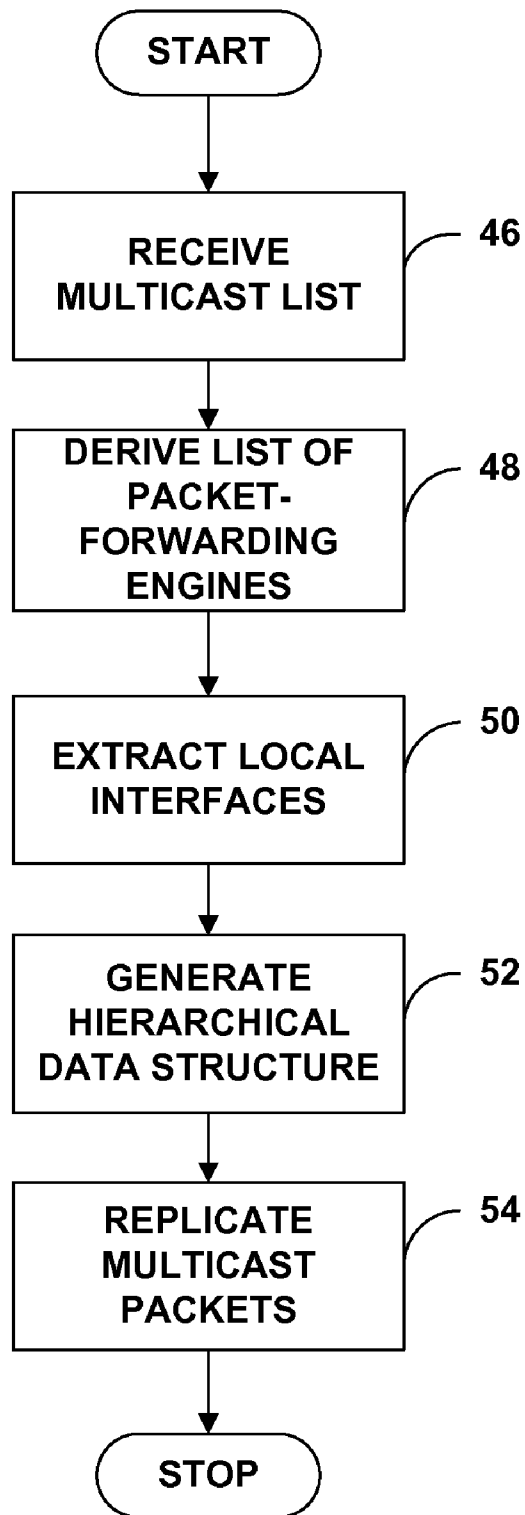 START
RECEIVE
MULTICAST LIST
46
DERIVE LIST OF
PACKET-
FORWARDING
ENGINES
48
EXTRACT LOCAL
INTERFACES
50
GENERATE
HIERARCHICAL
DATA STRUCTURE
52
REPLICATE
MULTICAST
PACKETS
54
STOP